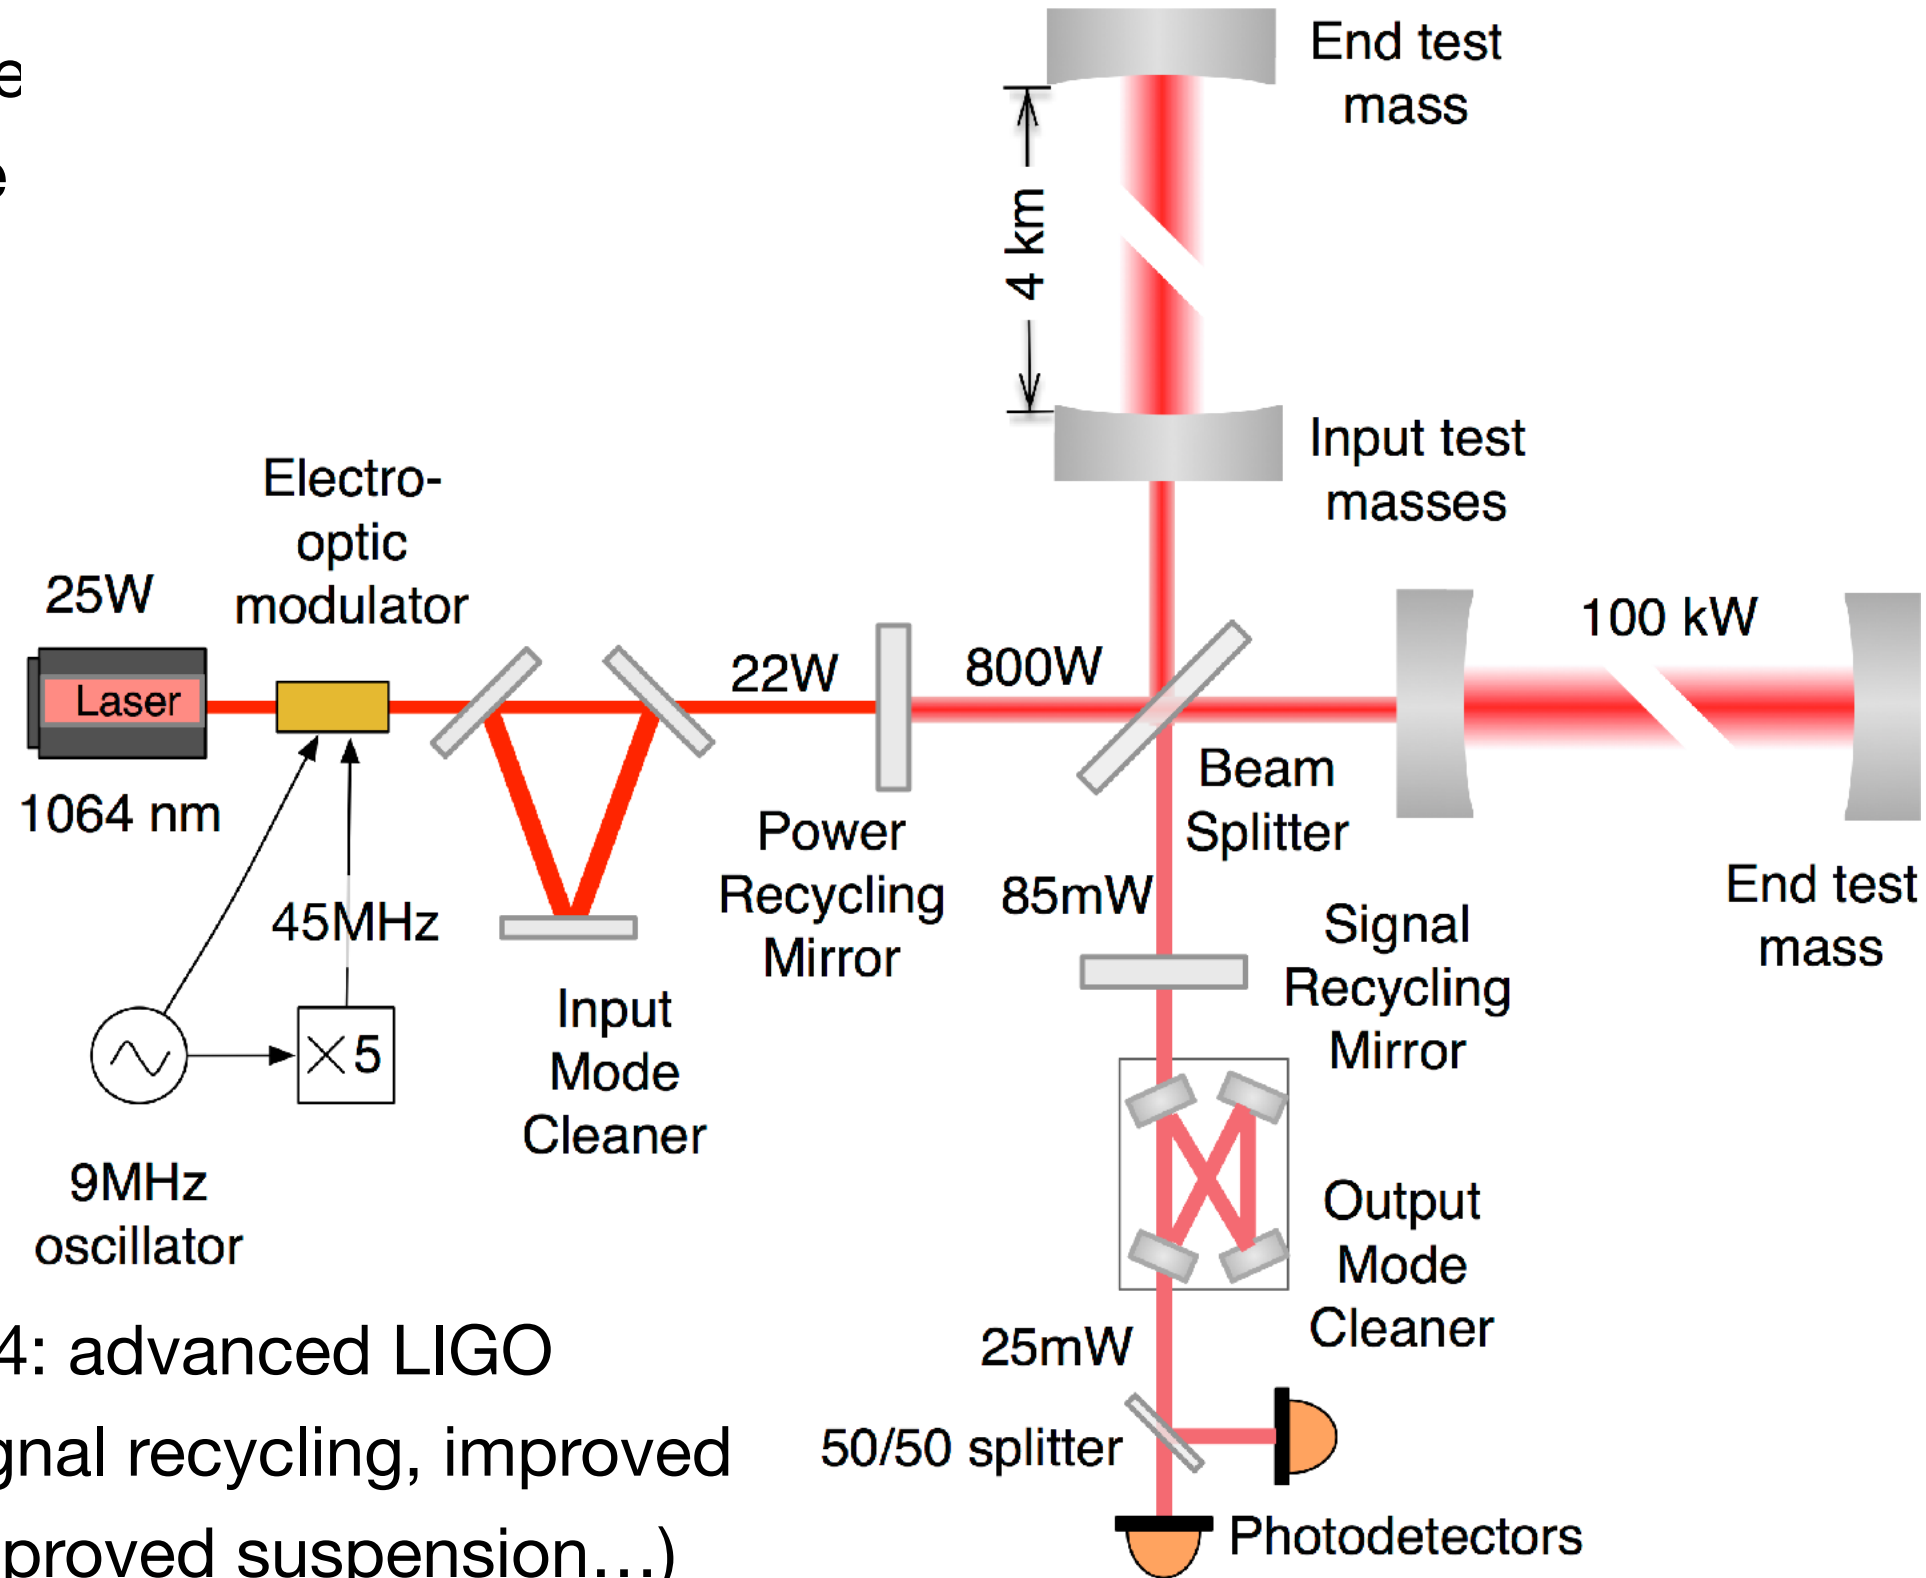 e
e
End test
mass
4 km
Input test
masses
Electro-
optic
modulator
25W
Laser
1064 nm
22W
800W
100 kW
Beam
Splitter
Power
Recycling
Mirror
85mW
End test
mass
45MHz
Signal
Recycling
Mirror
Input
Mode
Cleaner
×5
9MHz
oscillator
Output
Mode
Cleaner
4: advanced LIGO
25mW
gnal recycling, improved
50/50 splitter
proved suspension…)
Photodetectors